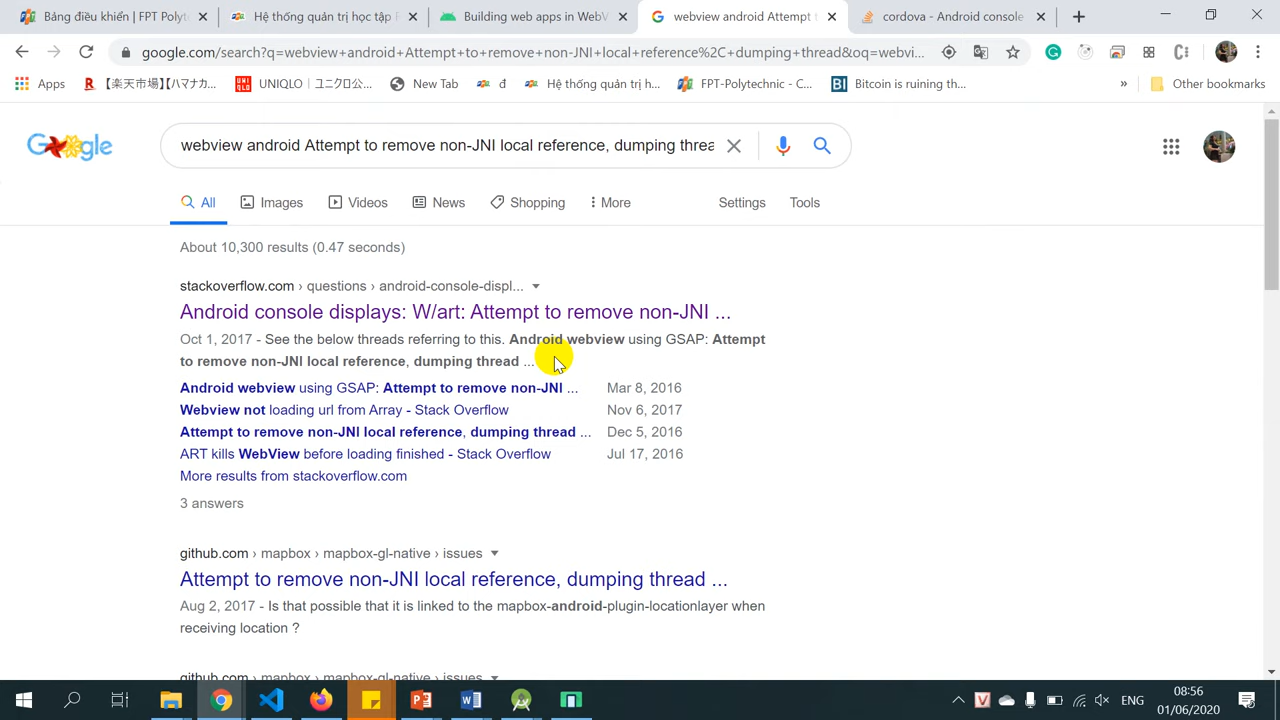 Bảng điều khiển | FPT Polyt
Hệ thống quản trị học tập F
Building web apps in WebV
webview android Attempt t
cordova - Android console
google.com/search?q=webview+android+Attempt+to+remove+non-JNI+local+reference%2C+dumping+thread&oq=webvi...
Apps
【楽天市場】【ハマナカ...
UNIQLO | ユニクロ公...
New Tab
đ
Hệ thống quản trị h...
FPT-Polytechnic - C...
Bitcoin is ruining th...
»
Other bookmarks
Google
webview android Attempt to remove non-JNI local reference, dumping threa
All
Images
Videos
News
Shopping
More
Settings
Tools
About 10,300 results (0.47 seconds)
stackoverflow.com › questions › android-console-displ...
Android console displays: W/art: Attempt to remove non-JNI ...
Oct 1, 2017 - See the below threads referring to this. Android webview using GSAP: Attempt
to remove non-JNI local reference, dumping thread ...
Android webview using GSAP: Attempt to remove non-JNI ... Mar 8, 2016
Webview not loading url from Array - Stack Overflow Nov 6, 2017
Attempt to remove non-JNI local reference, dumping thread ... Dec 5, 2016
ART kills WebView before loading finished - Stack Overflow Jul 17, 2016
More results from stackoverflow.com
3 answers
github.com › mapbox › mapbox-gl-native › issues
Attempt to remove non-JNI local reference, dumping thread ...
Aug 2, 2017 - Is that possible that it is linked to the mapbox-android-plugin-locationlayer when
receiving location ?
github.com › mapbox › mapbox-gl-native › issues
ENG
08:56
01/06/2020